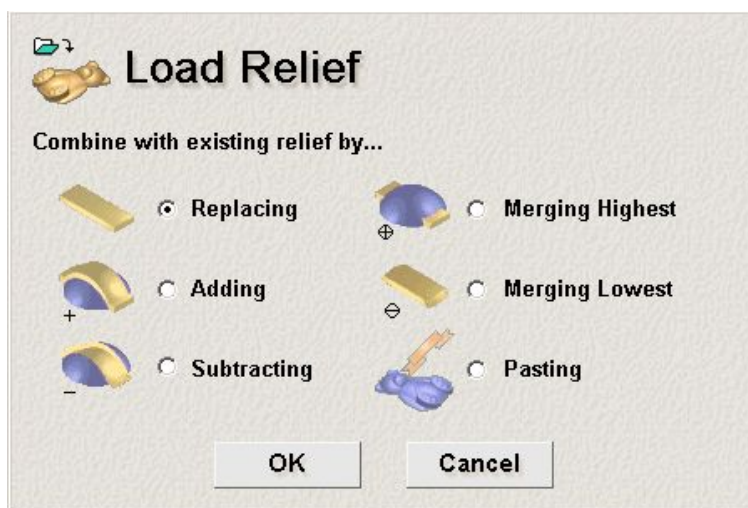 Load Relief
Combine with existing relief by...
Replacing
Merging Highest
Adding
Merging Lowest
Subtracting
Pasting
OK
Cancel